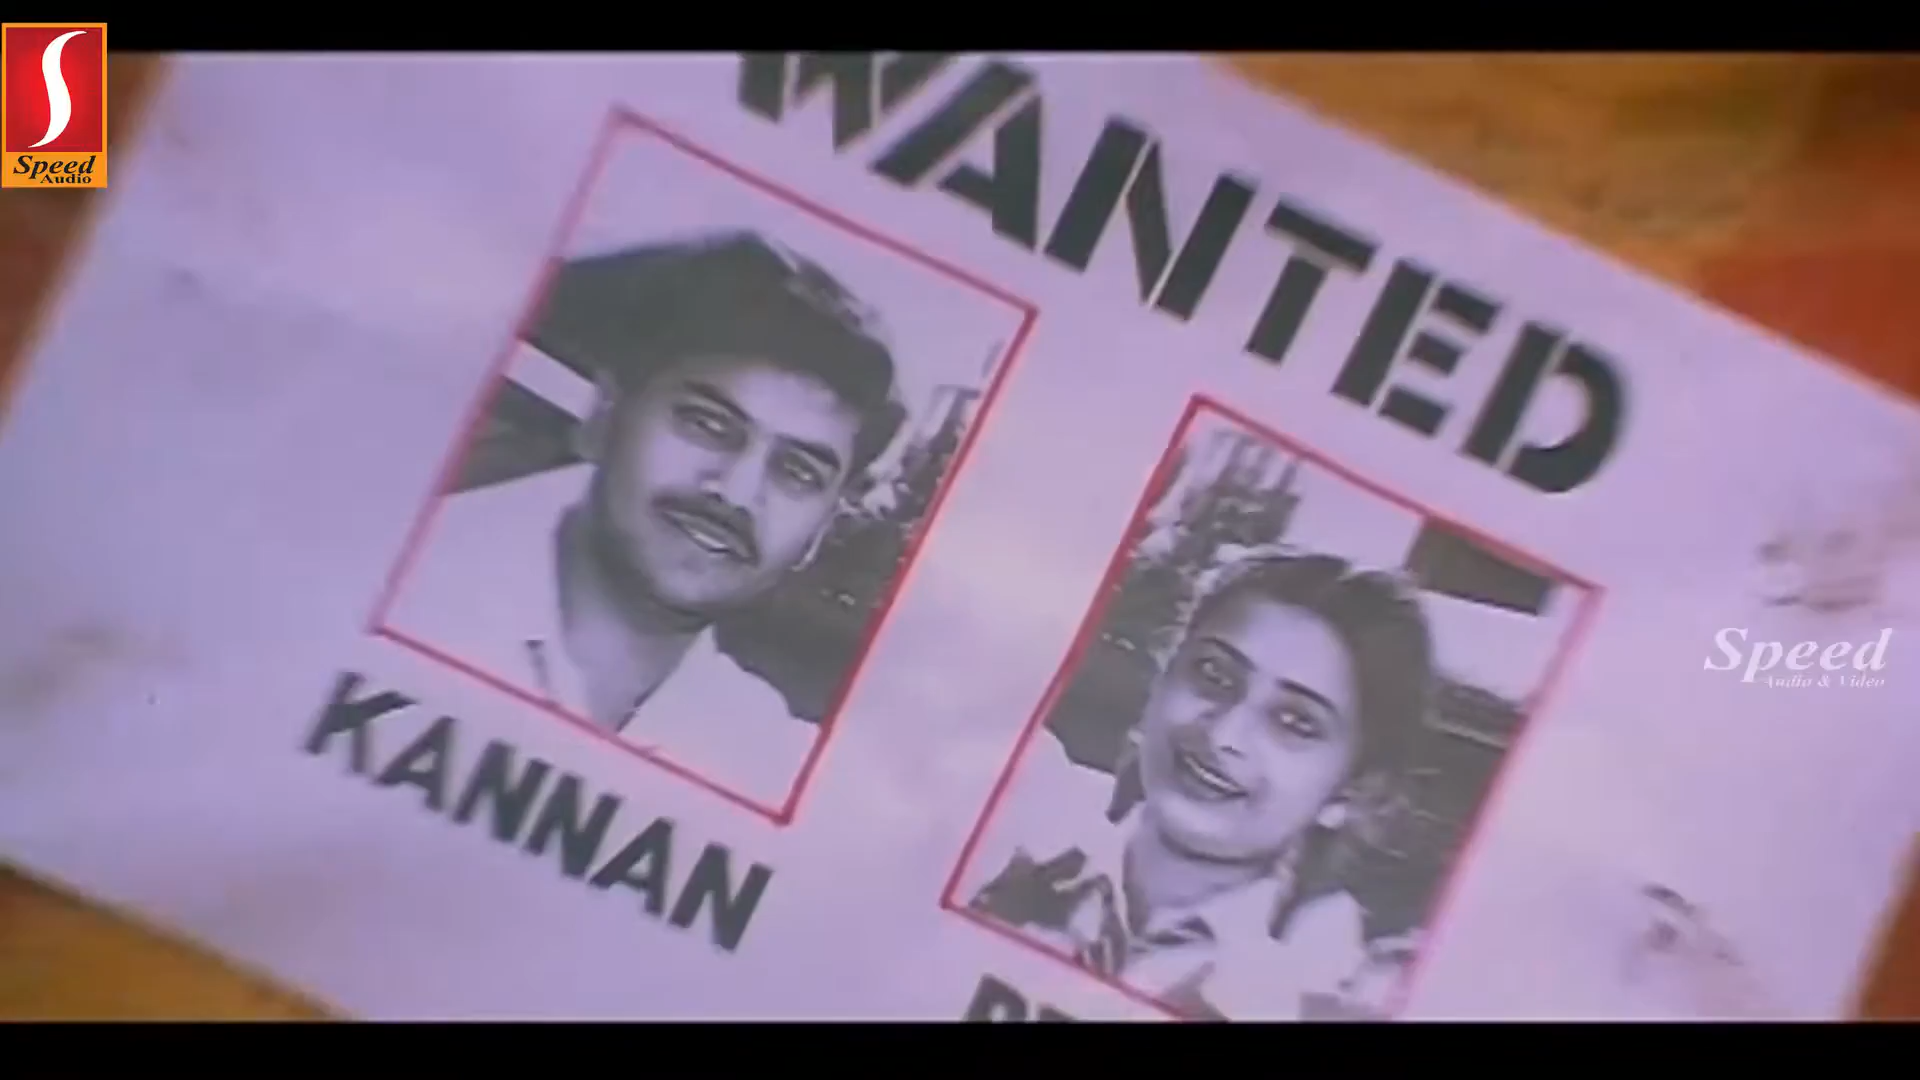 S
Speed
Audio
WANTED
KANNAN
Speed
Audio & Video